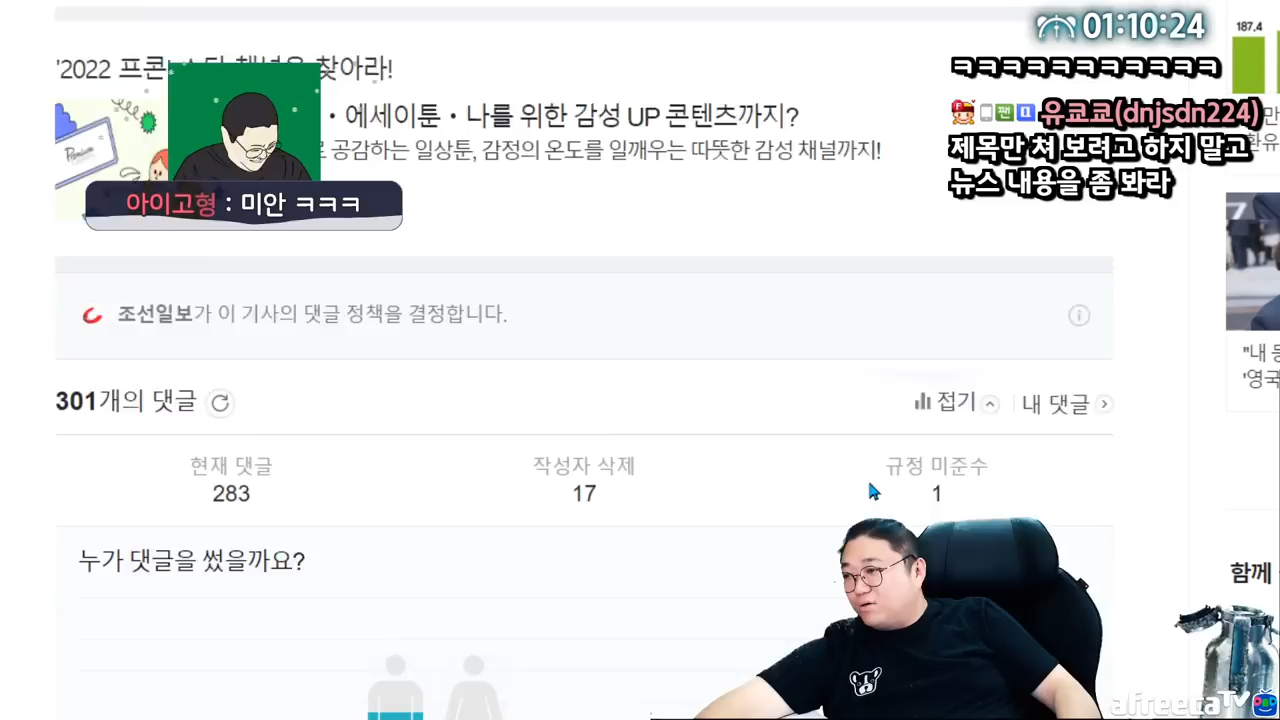 01:10:24
187.4
'2022 프콘 찾아라!
ㅋㅋㅋㅋㅋㅋㅋㅋㅋㅋㅋ
유쿄쿄(dnjsdn224)
제목만 쳐 보려고 하지 말고
뉴스 내용을 좀 봐라
Premium
· 에세이툰 · 나를 위한 감성 UP 콘텐츠까지?
공감하는 일상툰, 감정의 온도를 일깨우는 따뜻한 감성 채널까지!
아이고형 : 미안 ㅋㅋㅋ
조선일보가 이 기사의 댓글 정책을 결정합니다.
"내
'영국
301개의 댓글
접기
내 댓글
현재 댓글
작성자 삭제
규정 미준수
283
17
1
누가 댓글을 썼을까요?
함께
afreecaTV